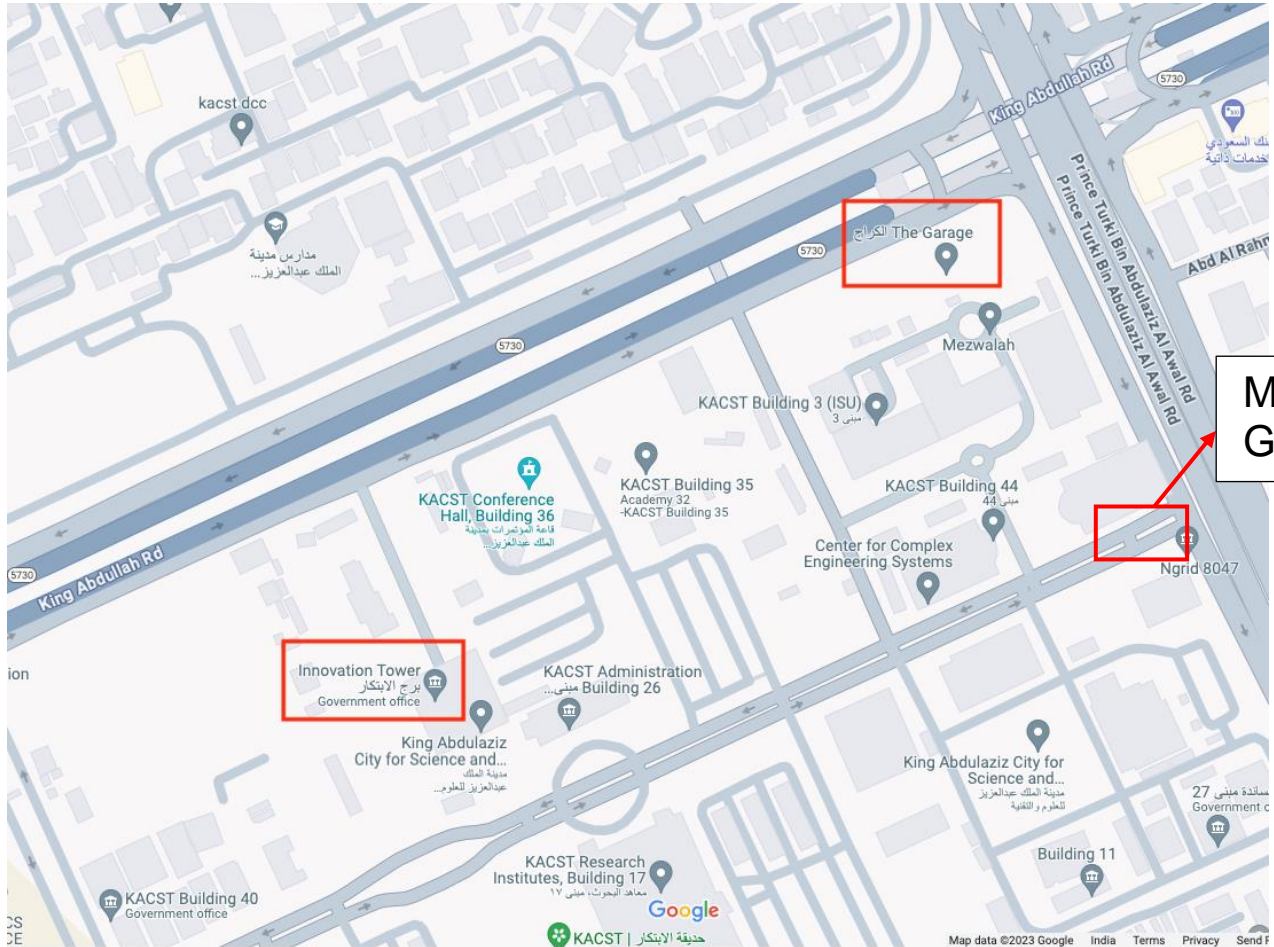 kacst dcc
مدارس مدينة
الملك عبدالعزيز...
King Abdullah Rd
5730
Prince Turki Bin Abdulaziz Al Awal Rd
Prince Turki Bin Abdulaziz Al Awal Rd
Abd Al
خدمات ذاتية
الكراج The Garage
5730
5730
Mezwalah
KACST Building 3 (ISU)
مبنى 3
M
G
KACST Conference
Hall, Building 36
قاعة المؤتمرات بمدينة
الملك عبدالعزيز...
KACST Building 35
Academy 32
-KACST Building 35
KACST Building 44
مبنى 44
Center for Complex
Engineering Systems
Ngrid 8047
5730
King Abdullah Rd
ion
Innovation Tower
برج الابتكار
Government office
KACST Administration
Building 26 مبنى...
King Abdulaziz
City for Science and...
مدينة الملك
عبدالعزيز للعلوم...
King Abdulaziz City for
Science and...
مدينة الملك عبدالعزيز
للعلوم والتقنية
ساندة مبنى 27
Government
Building 11
KACST Research
Institutes, Building 17
معاهد البحوث، مبنى ١٧
KACST Building 40
Government office
CS
CE
Google
حديقة الابتكار | KACST
Map data ©2023 Google India Terms Privacy Send